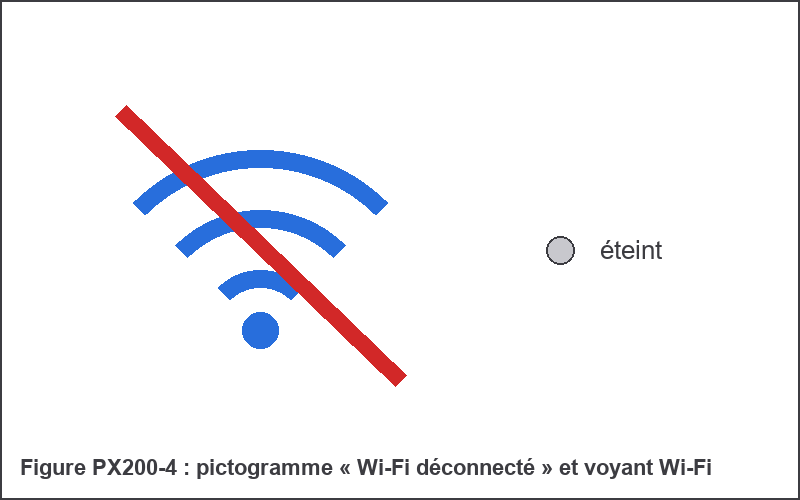 éteint
Figure PX200-4 : pictogramme « Wi-Fi déconnecté » et voyant Wi-Fi